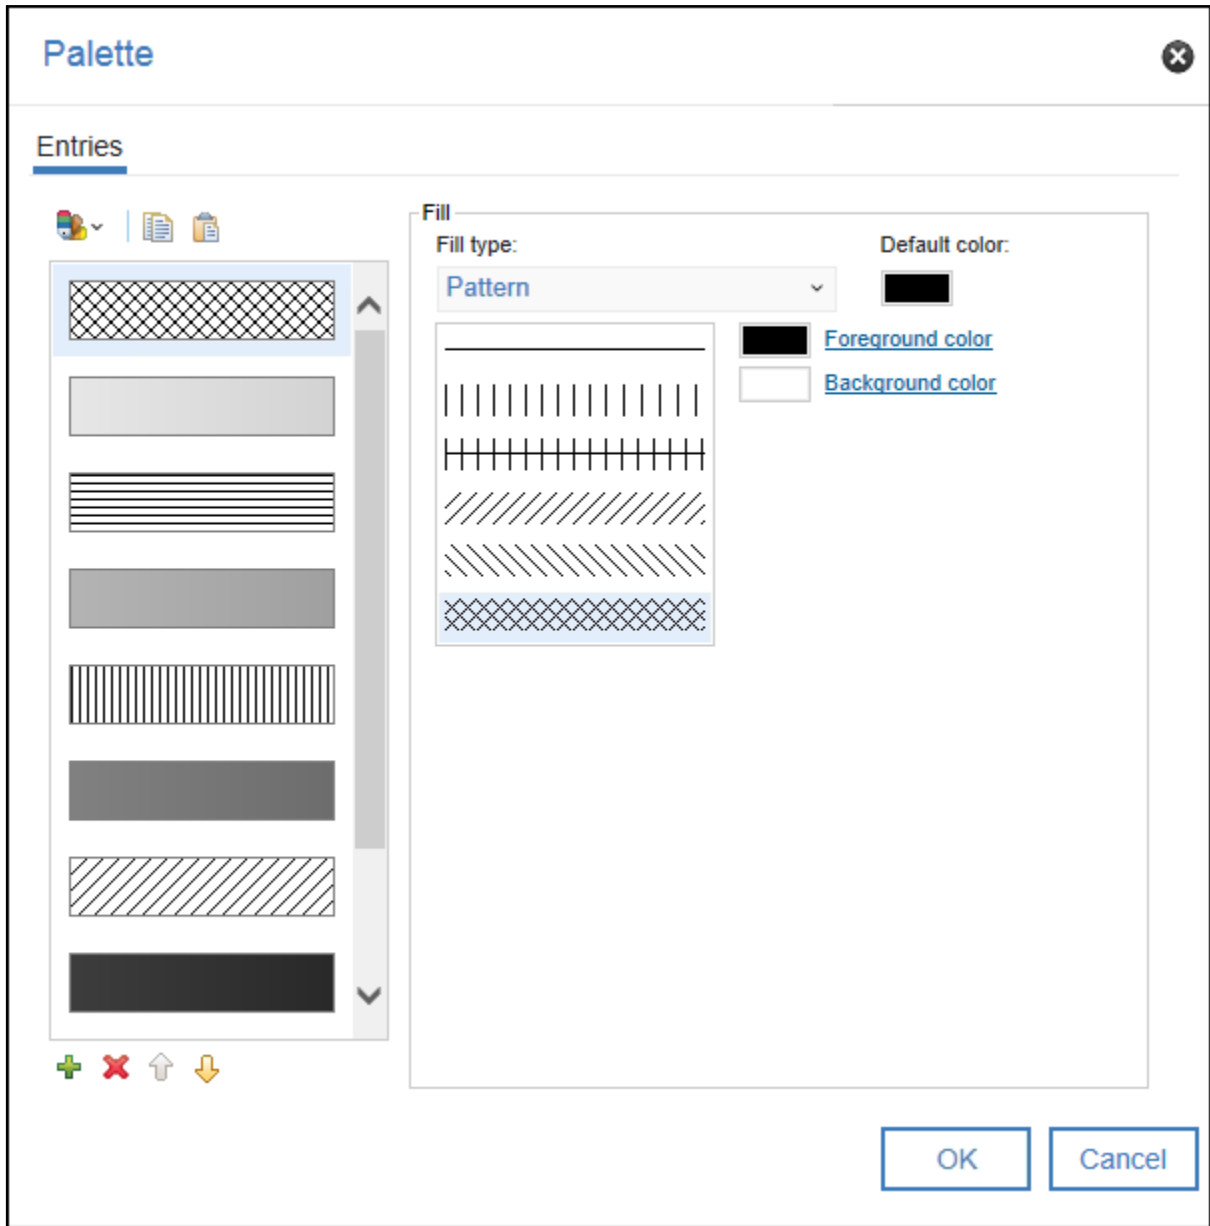 Palette
Entries
Fill
Fill type:
Default color:
Pattern
Foreground color
Background color
OK
Cancel